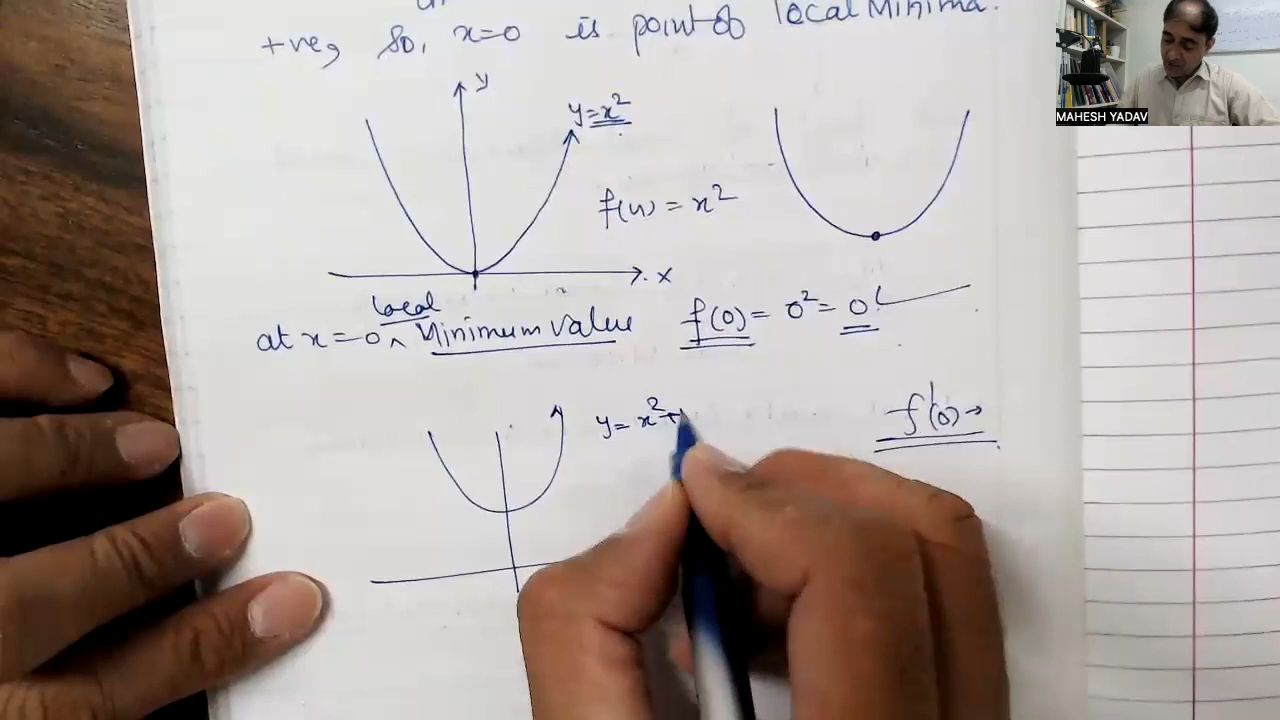 +ve, So, x=0 is point of local Minima.
MAHESH YADAV
y
y=x²
f(x) = x²
x
local
at x=0 ^ Minimum value f(0) = 0² = 0
y= x²+
f'(0)→